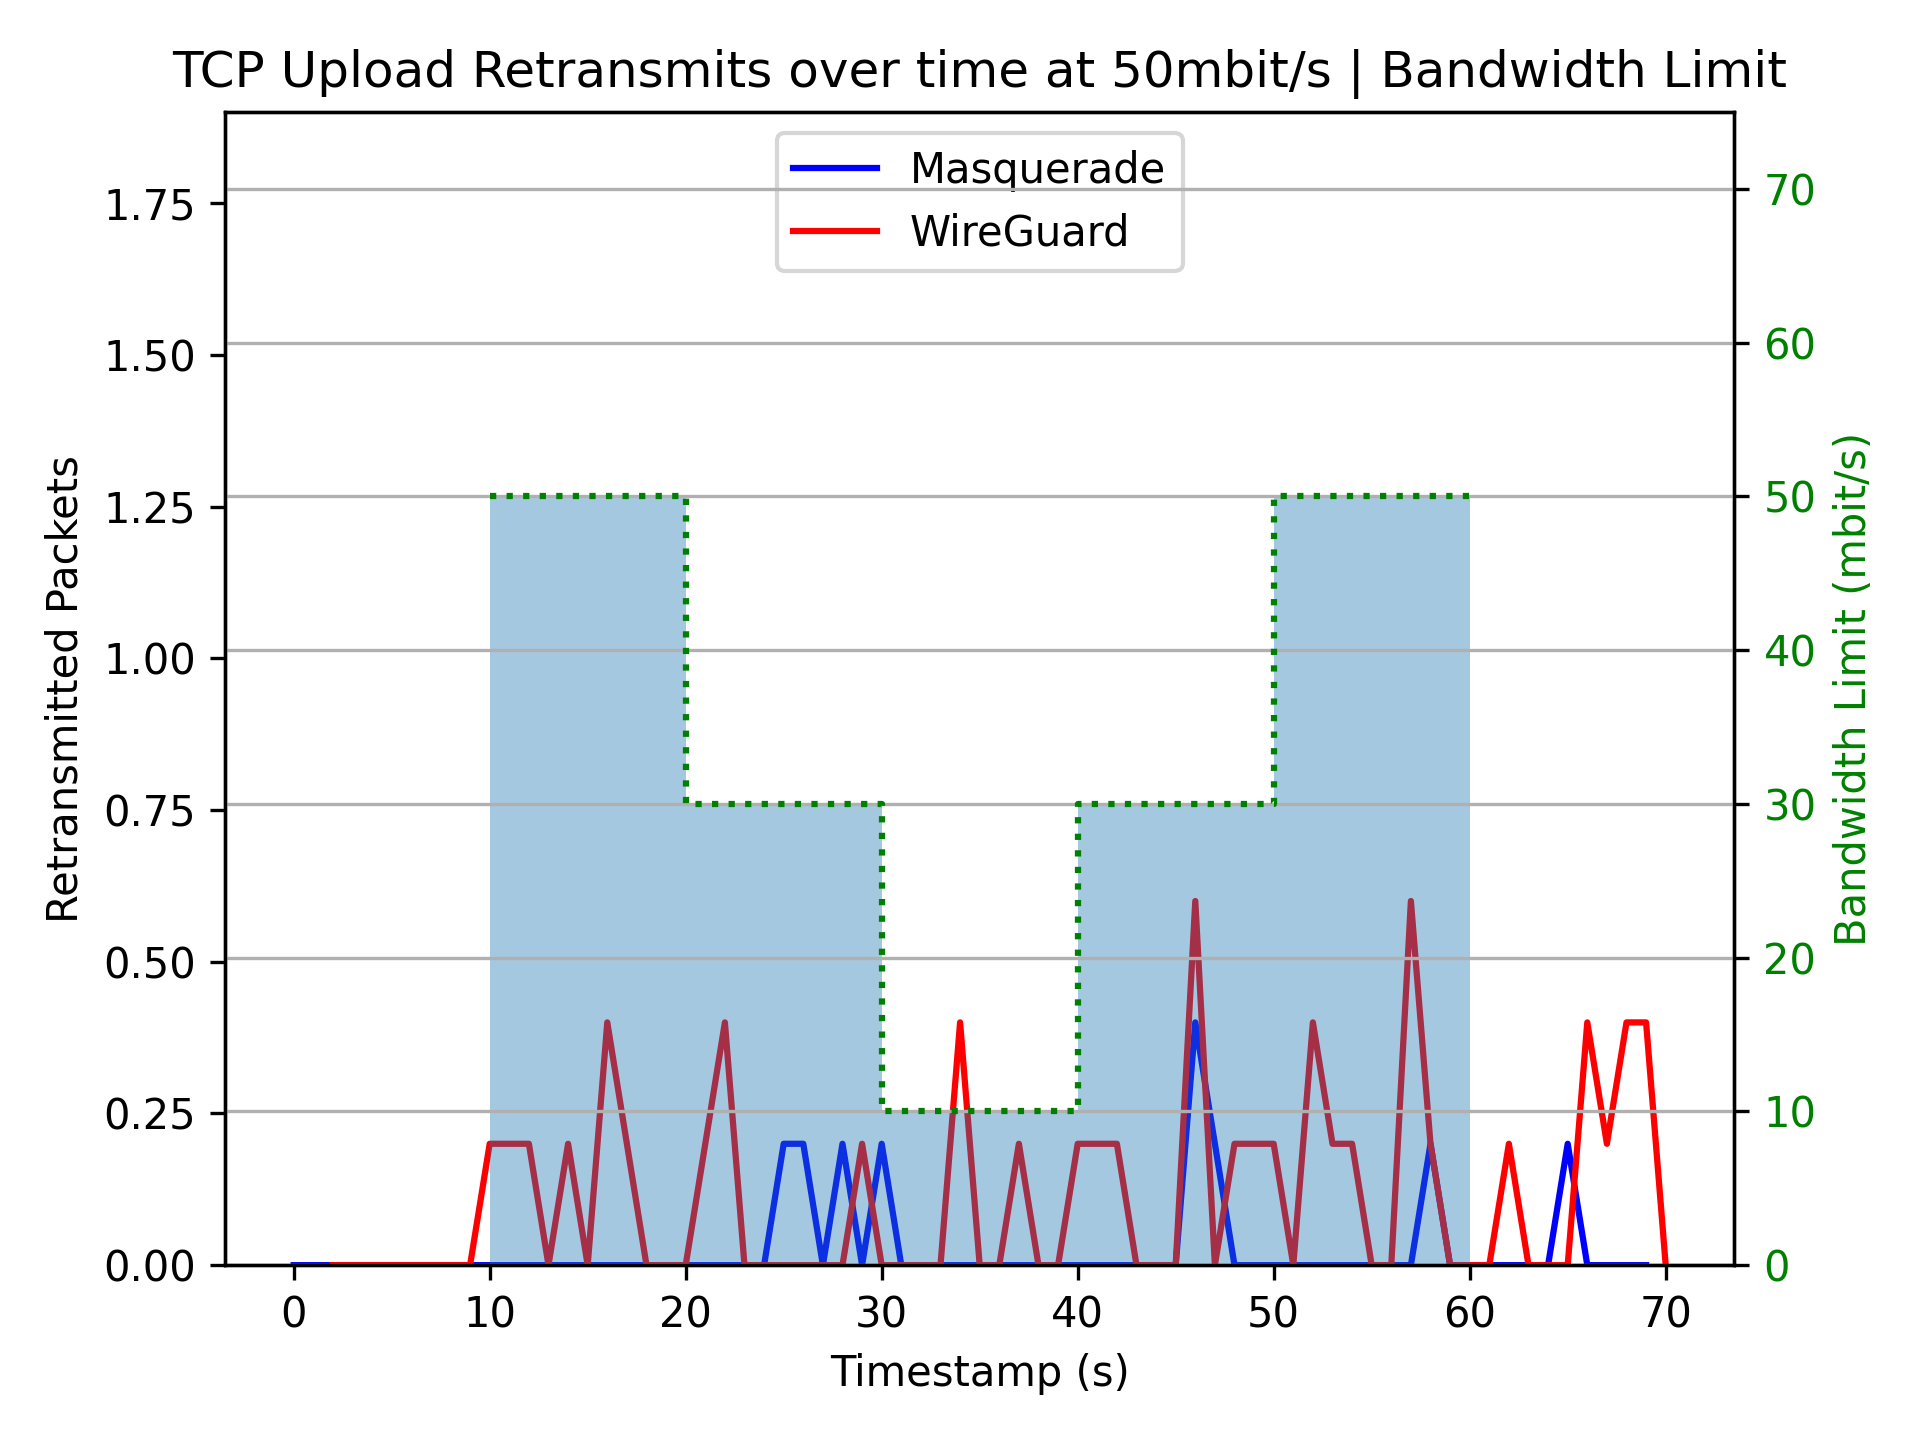 TCP Upload Retransmits over time at 50mbit/s | Bandwidth Limit
Masquerade
WireGuard
Retransmitted Packets
1.75
1.50
1.25
1.00
0.75
0.50
0.25
0.00
70
60
50
40
30
20
10
0
Bandwidth Limit (mbit/s)
0 10 20 30 40 50 60 70
Timestamp (s)